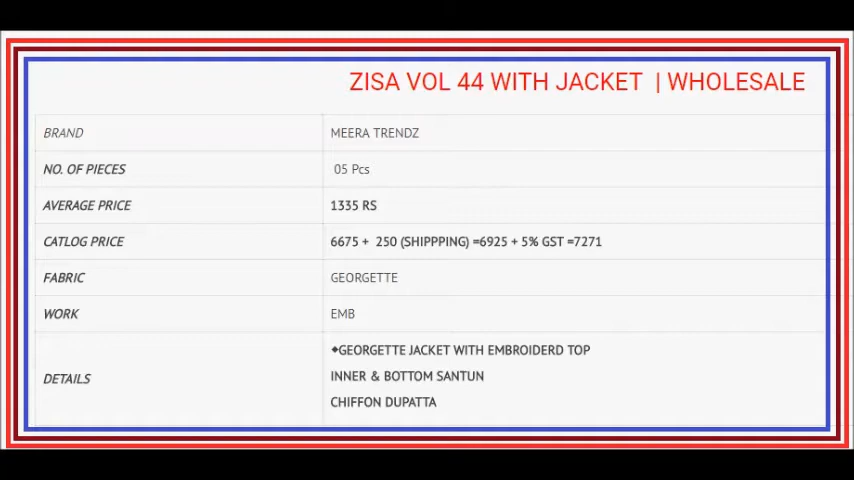 ZISA VOL 44 WITH JACKET | WHOLESALE
BRAND MEERA TRENDZ
NO. OF PIECES 05 Pcs
AVERAGE PRICE 1335 RS
CATLOG PRICE 6675 + 250 (SHIPPPING) =6925 + 5% GST =7271
FABRIC GEORGETTE
WORK EMB
DETAILS
◆GEORGETTE JACKET WITH EMBROIDERD TOP
INNER & BOTTOM SANTUN
CHIFFON DUPATTA